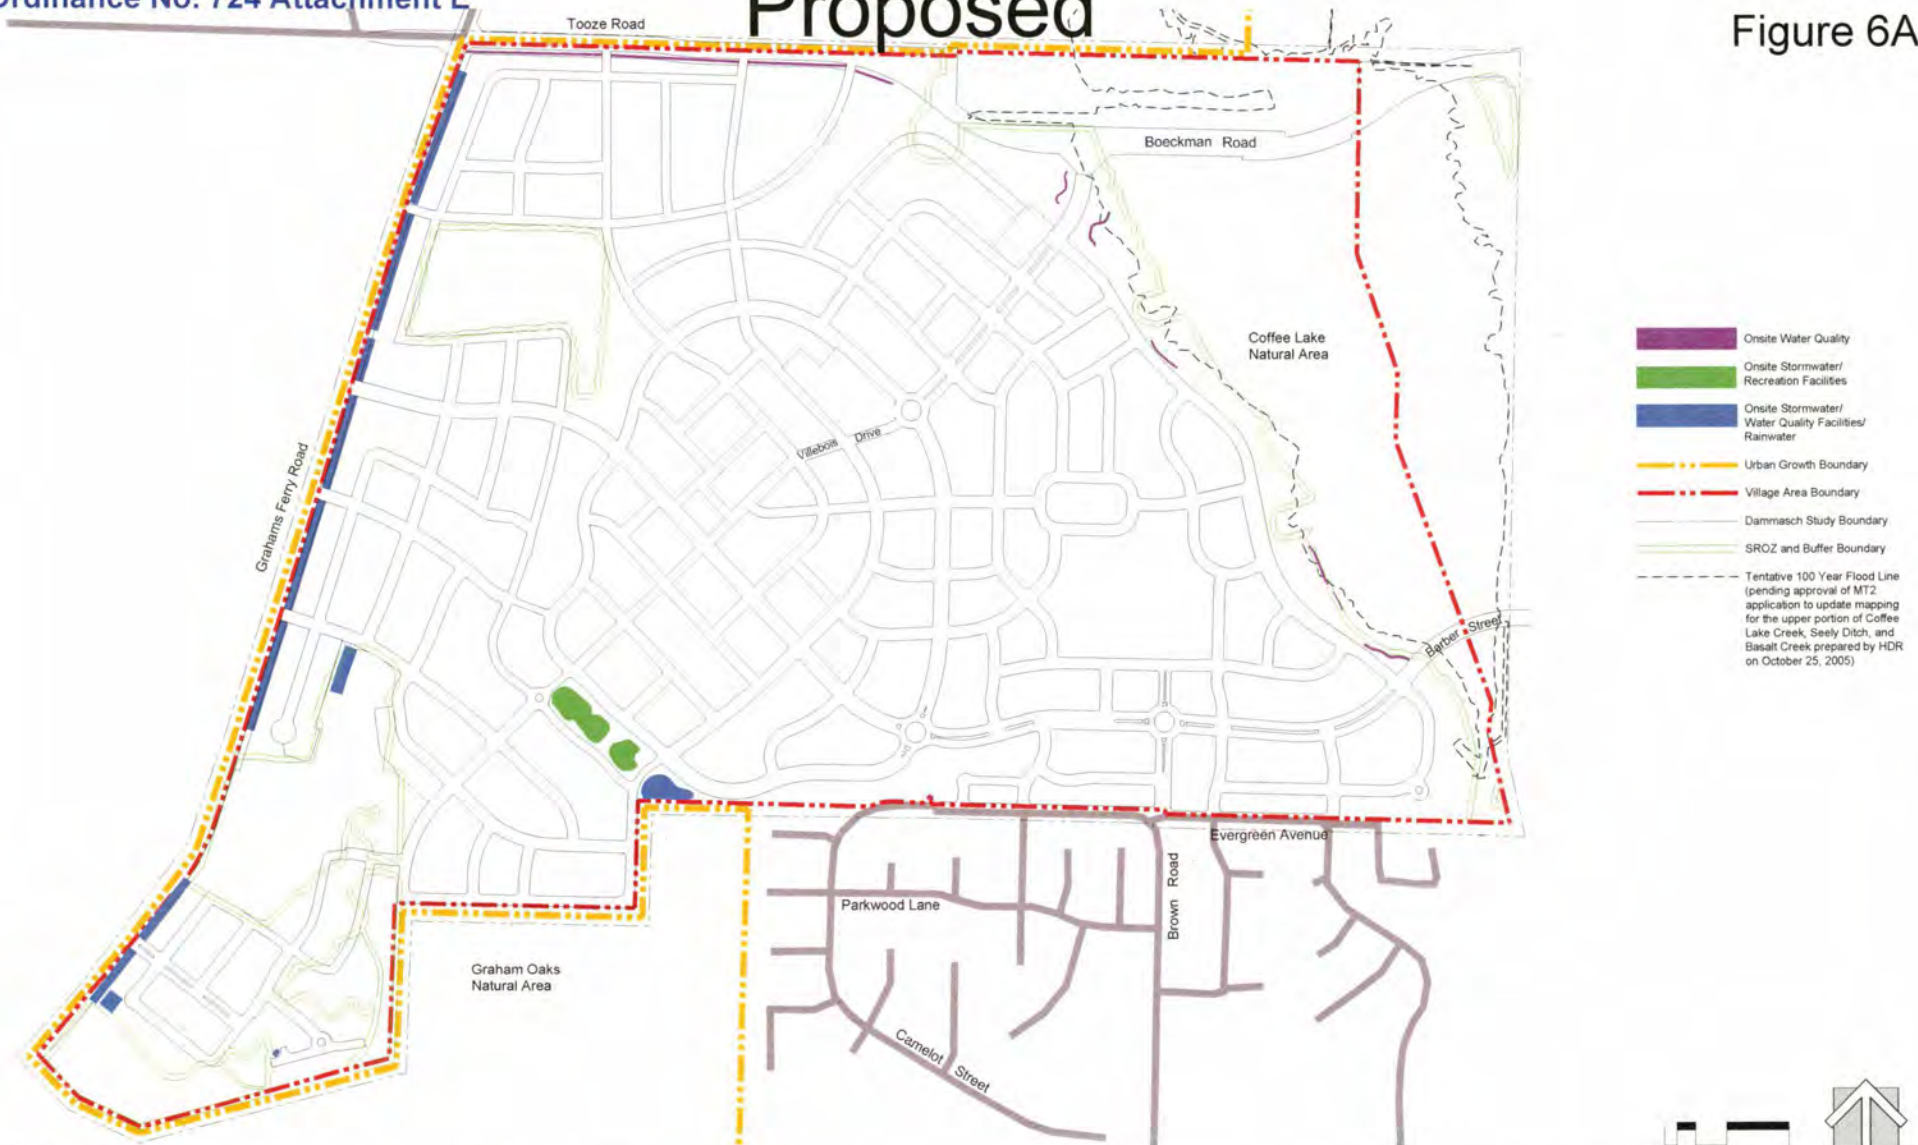 Ordinance No. 724 Attachment E
Proposed
Figure 6A
Tooze Road
Boeckman Road
Coffee Lake
Natural Area
Villebois Drive
Grahams Ferry Road
Barber Street
Evergreen Avenue
Parkwood Lane
Brown Road
Graham Oaks
Natural Area
Camelot Street
Onsite Water Quality
Onsite Stormwater/
Recreation Facilities
Onsite Stormwater/
Water Quality Facilities/
Rainwater
Urban Growth Boundary
Village Area Boundary
Dammasch Study Boundary
SROZ and Buffer Boundary
Tentative 100 Year Flood Line
(pending approval of MT2
application to update mapping
for the upper portion of Coffee
Lake Creek, Seely Ditch, and
Basalt Creek prepared by HDR
on October 25, 2005)